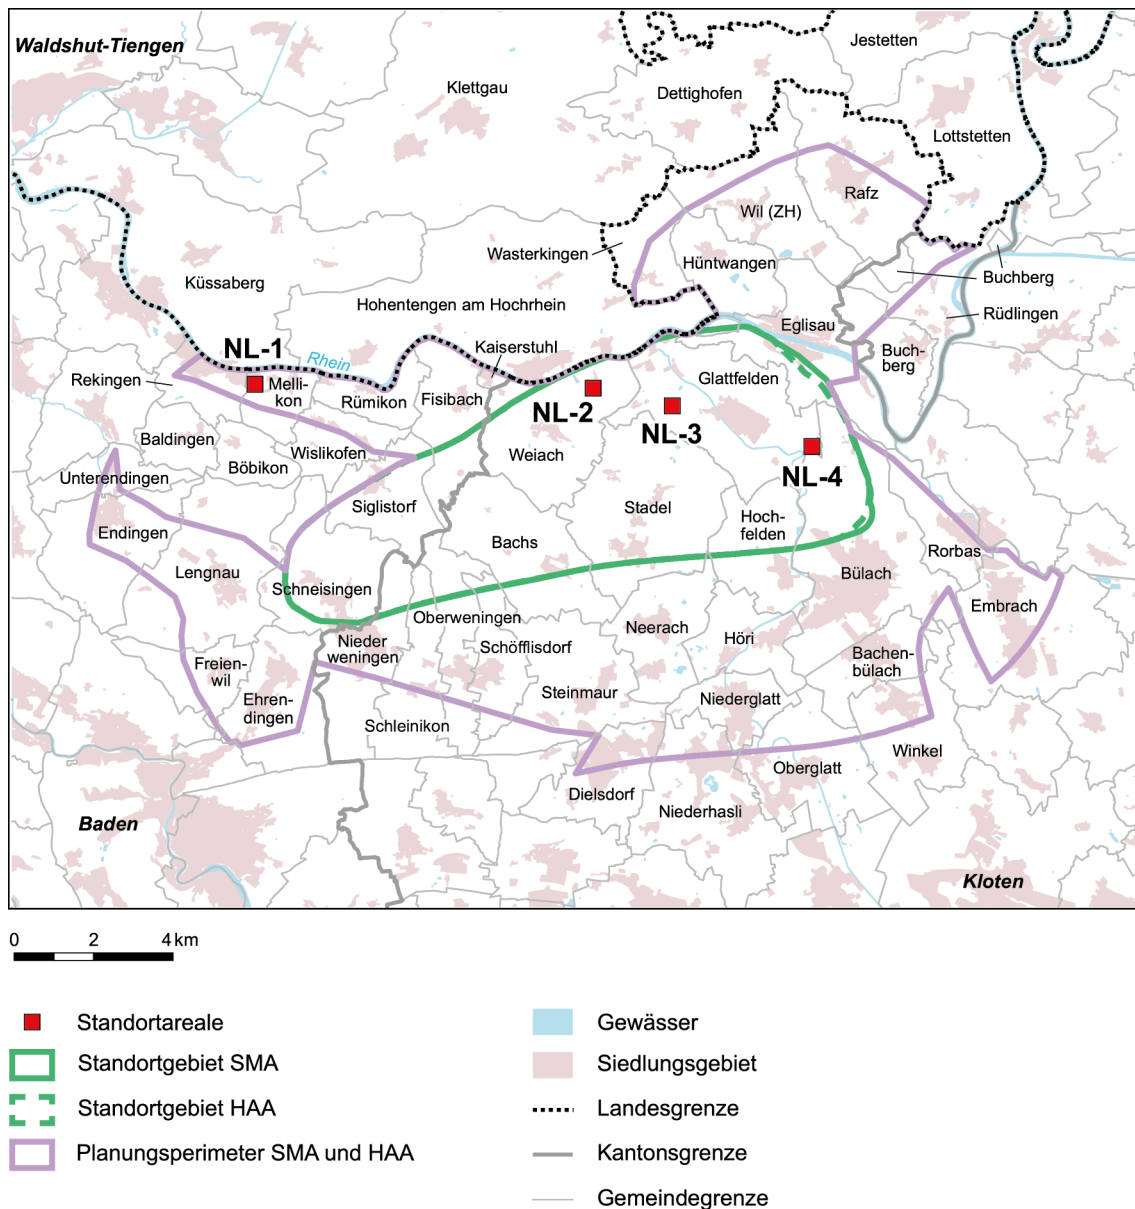 Waldshut-Tiengen
Jestetten
Klettgau
Dettighofen
Lottstetten
Rafz
Wil (ZH)
Wasterkingen
Hüntwangen
Buchberg
Küssaberg
Hohentengen am Hochrhein
Rüdlingen
Eglisau
NL-1
Rhein
Kaiserstuhl
Buch-
berg
Rekingen
Melli-
kon
Rümikon
Fisibach
Glattfelden
NL-2
NL-3
Baldingen
Böbikon
Wislikofen
Weiach
NL-4
Unterendingen
Siglistorf
Stadel
Endingen
Hoch-
felden
Bachs
Rorbas
Lengnau
Bülach
Schneisingen
Embrach
Oberweningen
Neerach
Nieder
weningen
Schöfflisdorf
Höri
Bachen-
bülach
Freien-
wil
Steinmaur
Ehren-
dingen
Niederglatt
Schleinikon
Winkel
Oberglatt
Dielsdorf
Niederhasli
Baden
Kloten
0 2 4 km
Standortareale
Standortgebiet SMA
Standortgebiet HAA
Planungsperimeter SMA und HAA
Gewässer
Siedlungsgebiet
Landesgrenze
Kantonsgrenze
Gemeindegrenze